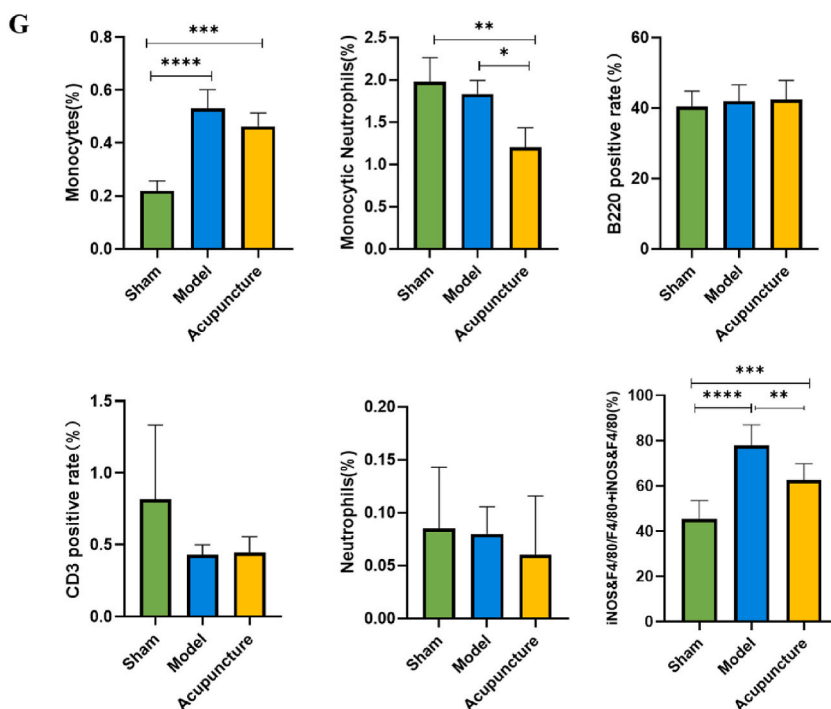 G
Monocytes(%)
0.8
0.6
0.4
0.2
0.0
***
****
Sham
Model
Acupuncture
Monocytic Neutrophils(%)
2.5
2.0
1.5
1.0
0.5
0.0
**
*
Sham
Model
Acupuncture
B220 positive rate(%)
60
40
20
0
Sham
Model
Acupuncture
CD3 positive rate(%)
1.5
1.0
0.5
0.0
Sham
Model
Acupuncture
Neutrophils(%)
0.20
0.15
0.10
0.05
0.00
Sham
Model
Acupuncture
iNOS&F4/80/F4/80+iNOS&F4/80(%)
100
80
60
40
20
0
***
****
**
Sham
Model
Acupuncture